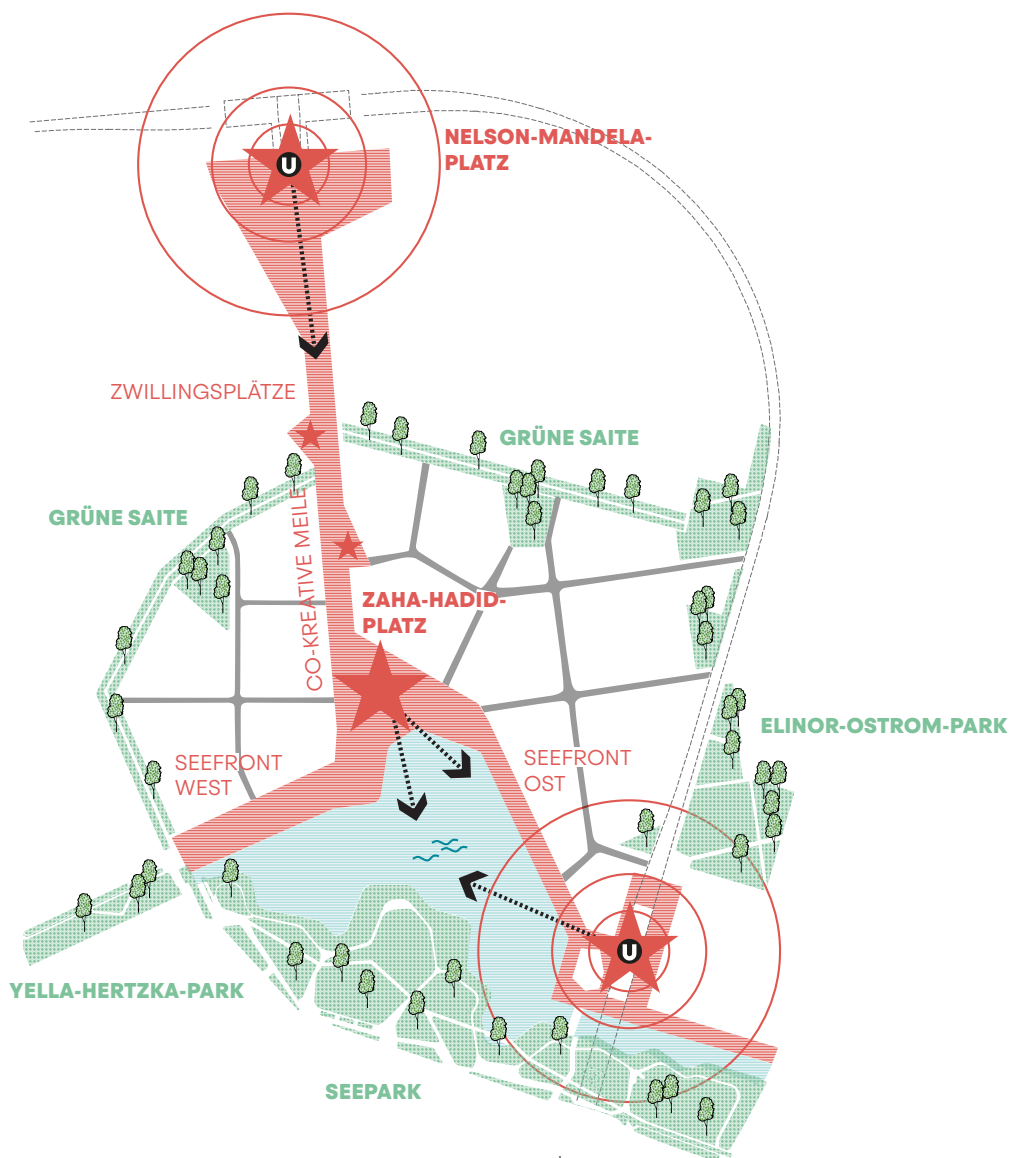 NELSON-MANDELA-
PLATZ
U
ZWILLINGSPLÄTZE
GRÜNE SAITE
GRÜNE SAITE
CO-KREATIVE MEILE
ZAHA-HADID-
PLATZ
ELINOR-OSTROM-PARK
SEEFRONT
WEST
SEEFRONT
OST
U
YELLA-HERTZKA-PARK
SEEPARK